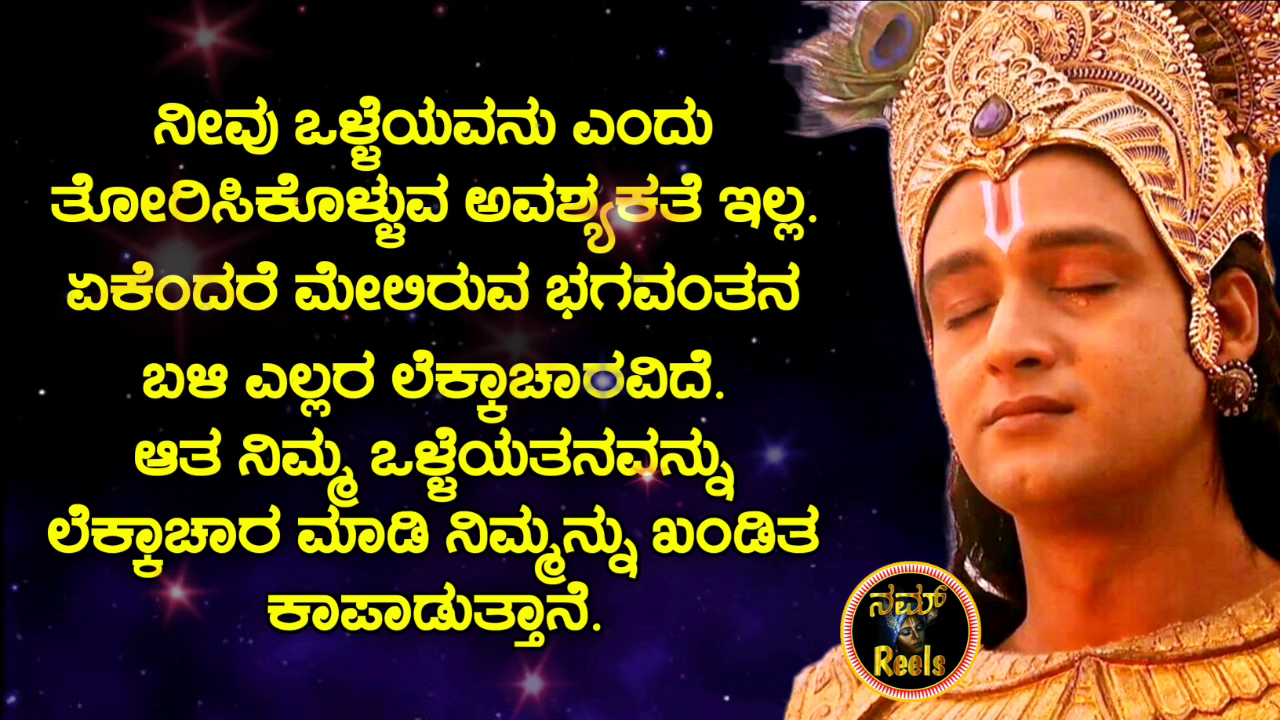 ನೀವು ಒಳ್ಳೆಯವನು ಎಂದು
ತೋರಿಸಿಕೊಳ್ಳುವ ಅವಶ್ಯಕತೆ ಇಲ್ಲ.
ಏಕೆಂದರೆ ಮೇಲಿರುವ ಭಗವಂತನ
ಬಳಿ ಎಲ್ಲರ ಲೆಕ್ಕಾಚಾರವಿದೆ.
ಆತ ನಿಮ್ಮ ಒಳ್ಳೆಯತನವನ್ನು
ಲೆಕ್ಕಾಚಾರ ಮಾಡಿ ನಿಮ್ಮನ್ನು ಖಂಡಿತ
ಕಾಪಾಡುತ್ತಾನೆ.
ನಮ್
Reels